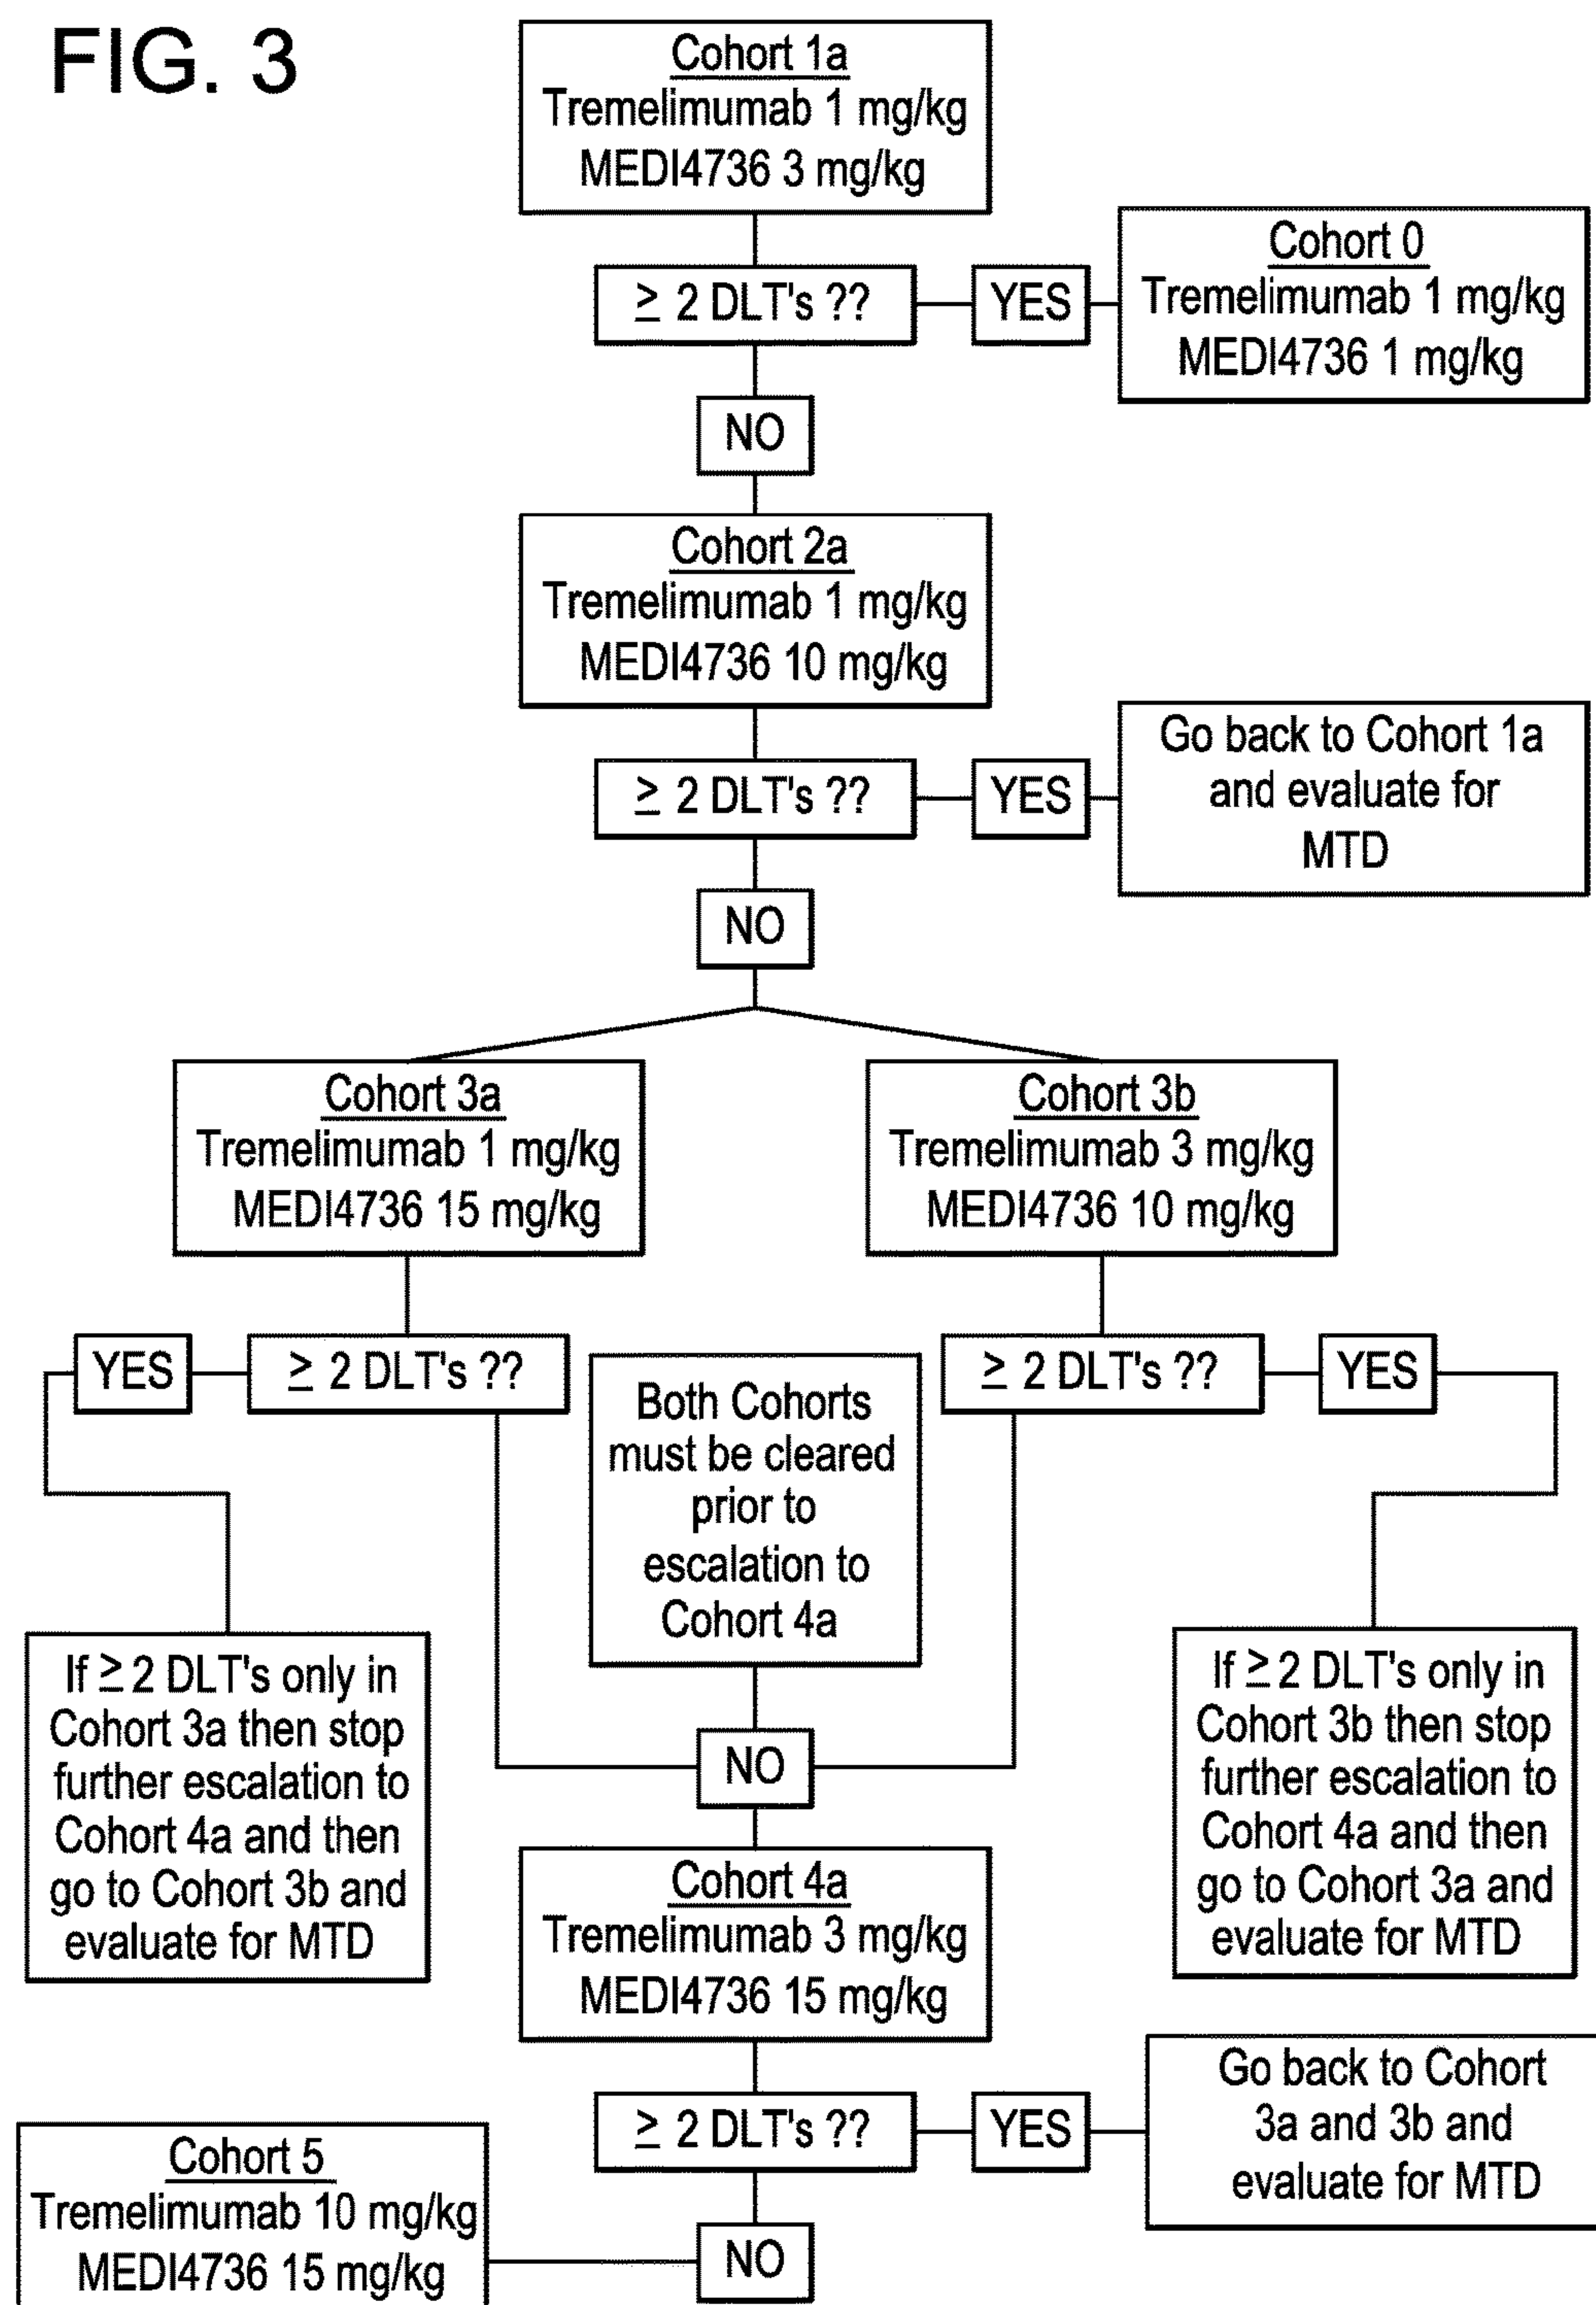 FIG. 3
Cohort 1a
Tremelimumab 1 mg/kg
MEDI4736 3 mg/kg
≥ 2 DLT's ??
YES
Cohort 0
Tremelimumab 1 mg/kg
MEDI4736 1 mg/kg
NO
Cohort 2a
Tremelimumab 1 mg/kg
MEDI4736 10 mg/kg
≥ 2 DLT's ??
YES
Go back to Cohort 1a
and evaluate for
MTD
NO
Cohort 3a
Tremelimumab 1 mg/kg
MEDI4736 15 mg/kg
Cohort 3b
Tremelimumab 3 mg/kg
MEDI4736 10 mg/kg
YES
≥ 2 DLT's ??
Both Cohorts
must be cleared
prior to
escalation to
Cohort 4a
≥ 2 DLT's ??
YES
If ≥ 2 DLT's only in
Cohort 3a then stop
further escalation to
Cohort 4a and then
go to Cohort 3b and
evaluate for MTD
NO
If ≥ 2 DLT's only in
Cohort 3b then stop
further escalation to
Cohort 4a and then
go to Cohort 3a and
evaluate for MTD
Cohort 4a
Tremelimumab 3 mg/kg
MEDI4736 15 mg/kg
≥ 2 DLT's ??
YES
Go back to Cohort
3a and 3b and
evaluate for MTD
Cohort 5
Tremelimumab 10 mg/kg
MEDI4736 15 mg/kg
NO